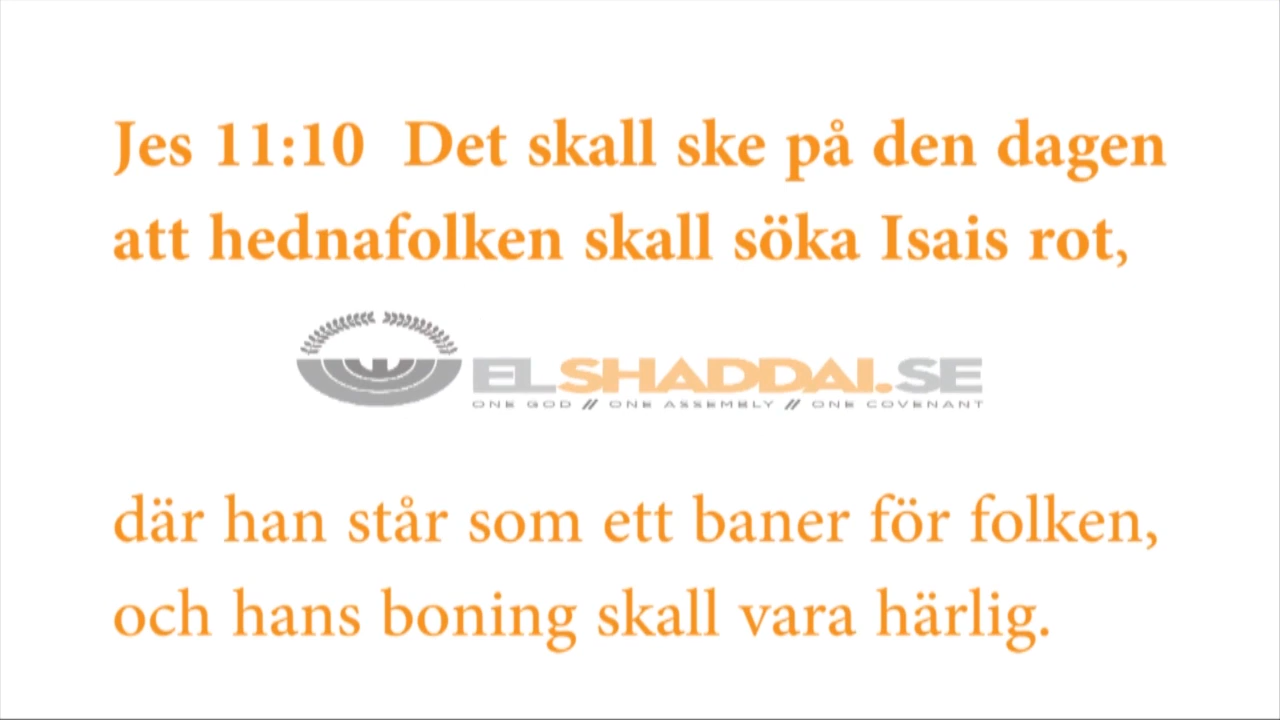 Jes 11:10 Det skall ske på den dagen
att hednafolken skall söka Isais rot,
ELSHADDAI.SE
ONE GOD // ONE ASSEMBLY // ONE COVENANT
där han står som ett baner för folken,
och hans boning skall vara härlig.